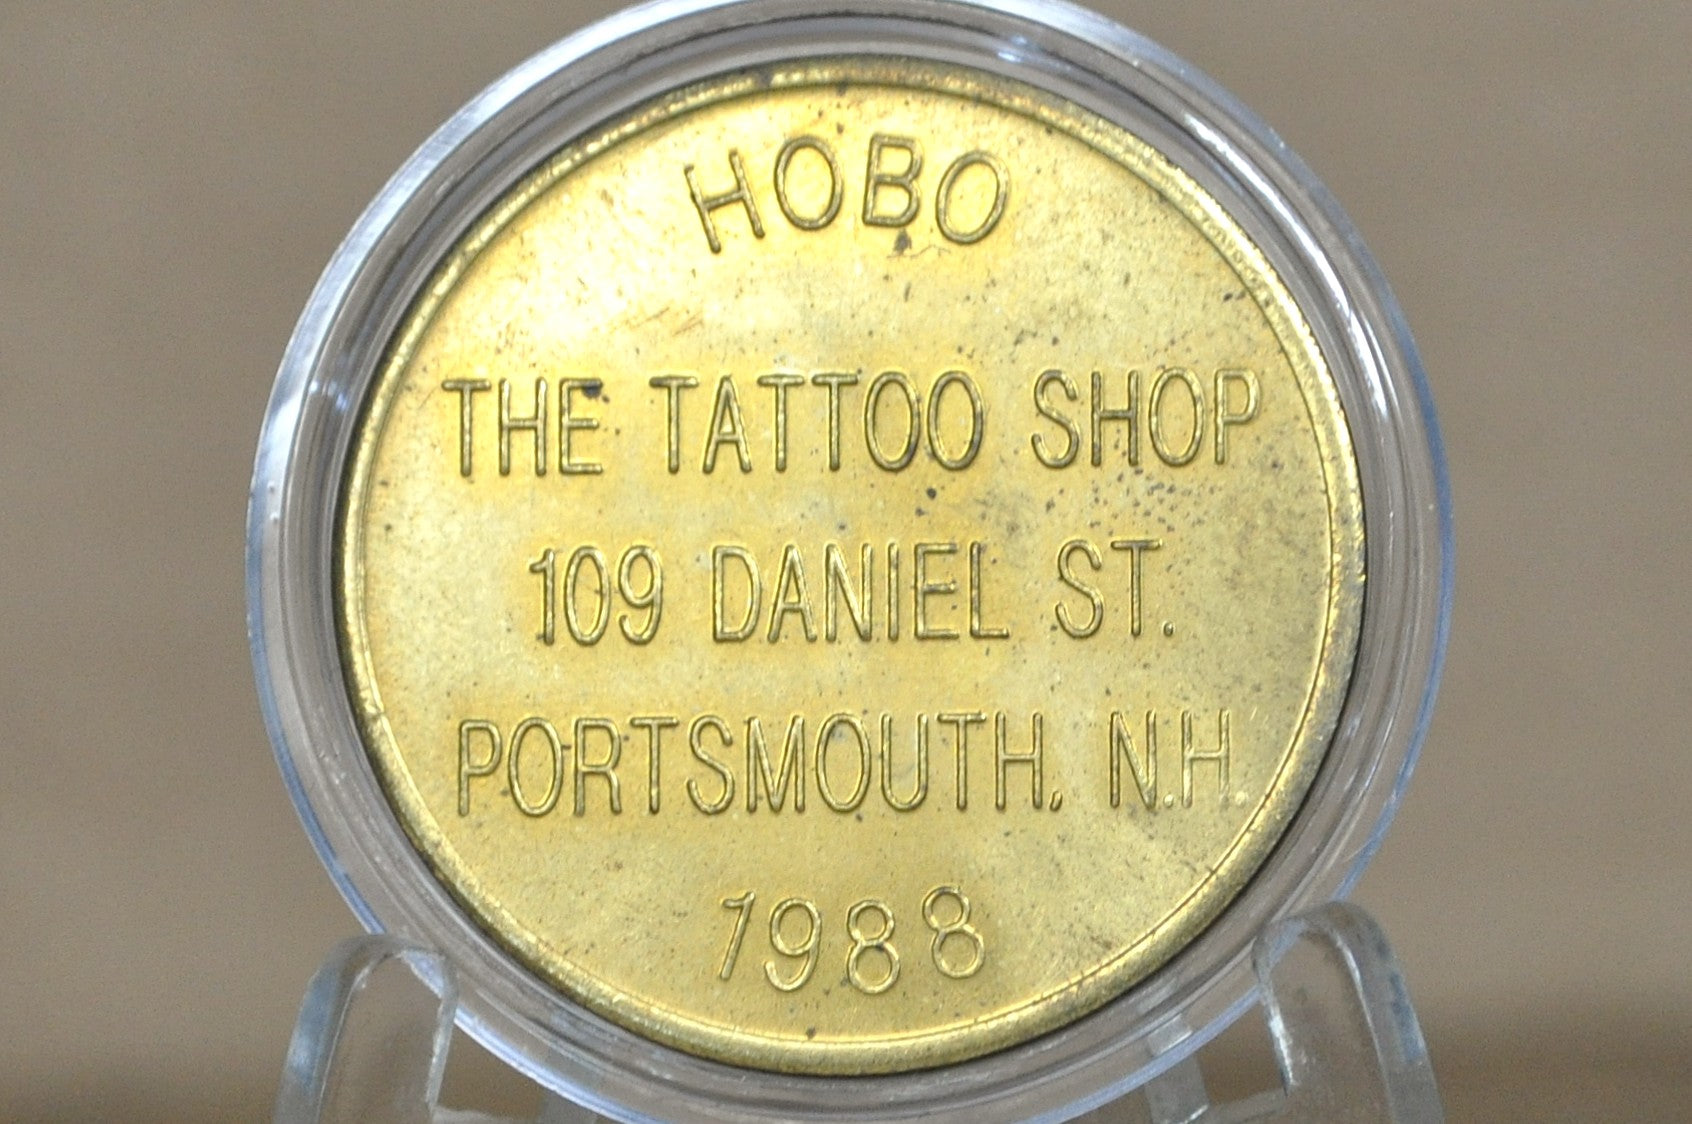 HOBO
THE TATTOO SHOP
109 DANIEL ST.
PORTSMOUTH, N.H.
1988